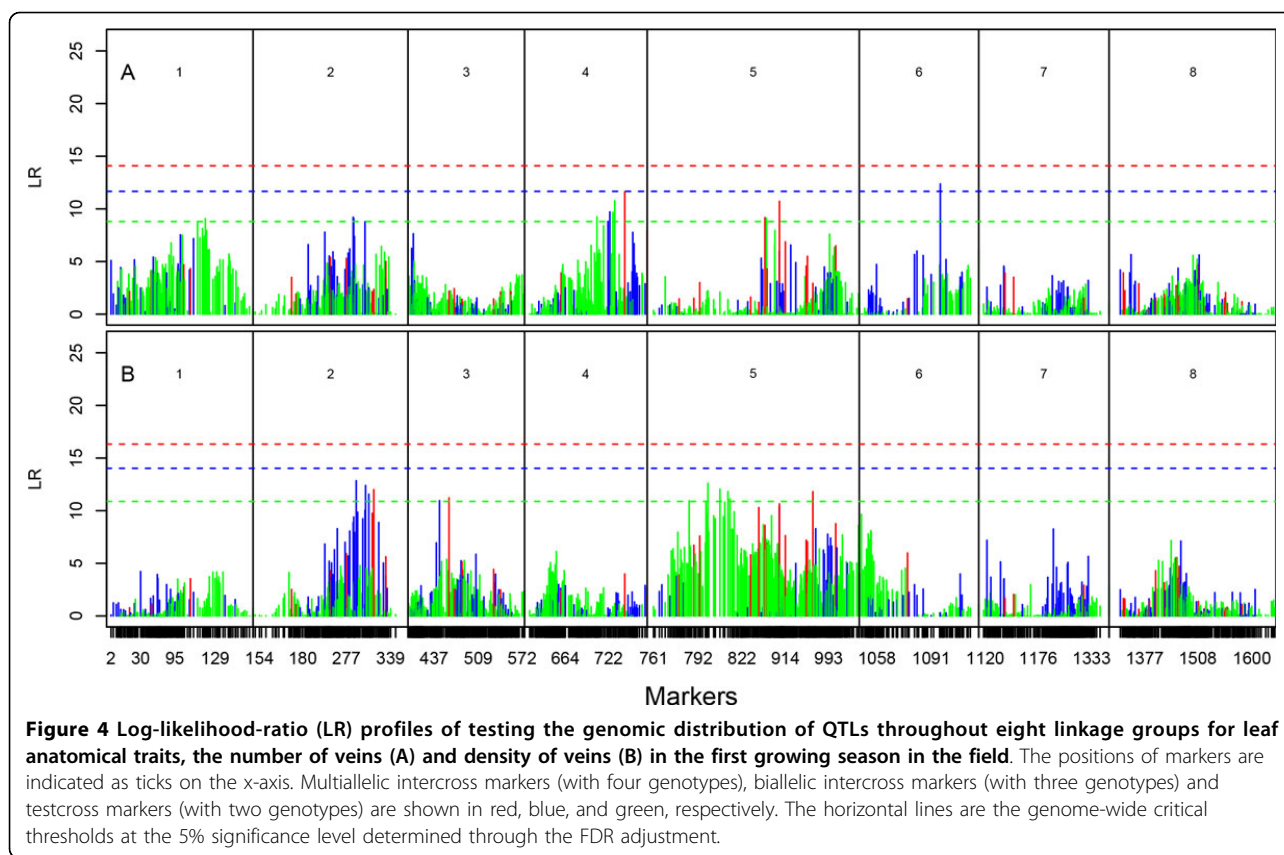 25
20
15
10
5
0
LR
A
1
2
3
4
5
6
7
8
25
20
15
10
5
0
LR
B
1
2
3
4
5
6
7
8
2 30 95 129 154 180 277 339 437 509 572 664 722 761 792 822 914 993 1058 1091 1120 1176 1333 1377 1508 1600
Markers
Figure 4 Log-likelihood-ratio (LR) profiles of testing the genomic distribution of QTLs throughout eight linkage groups for leaf
anatomical traits, the number of veins (A) and density of veins (B) in the first growing season in the field. The positions of markers are
indicated as ticks on the x-axis. Multiallelic intercross markers (with four genotypes), biallelic intercross markers (with three genotypes) and
testcross markers (with two genotypes) are shown in red, blue, and green, respectively. The horizontal lines are the genome-wide critical
thresholds at the 5% significance level determined through the FDR adjustment.